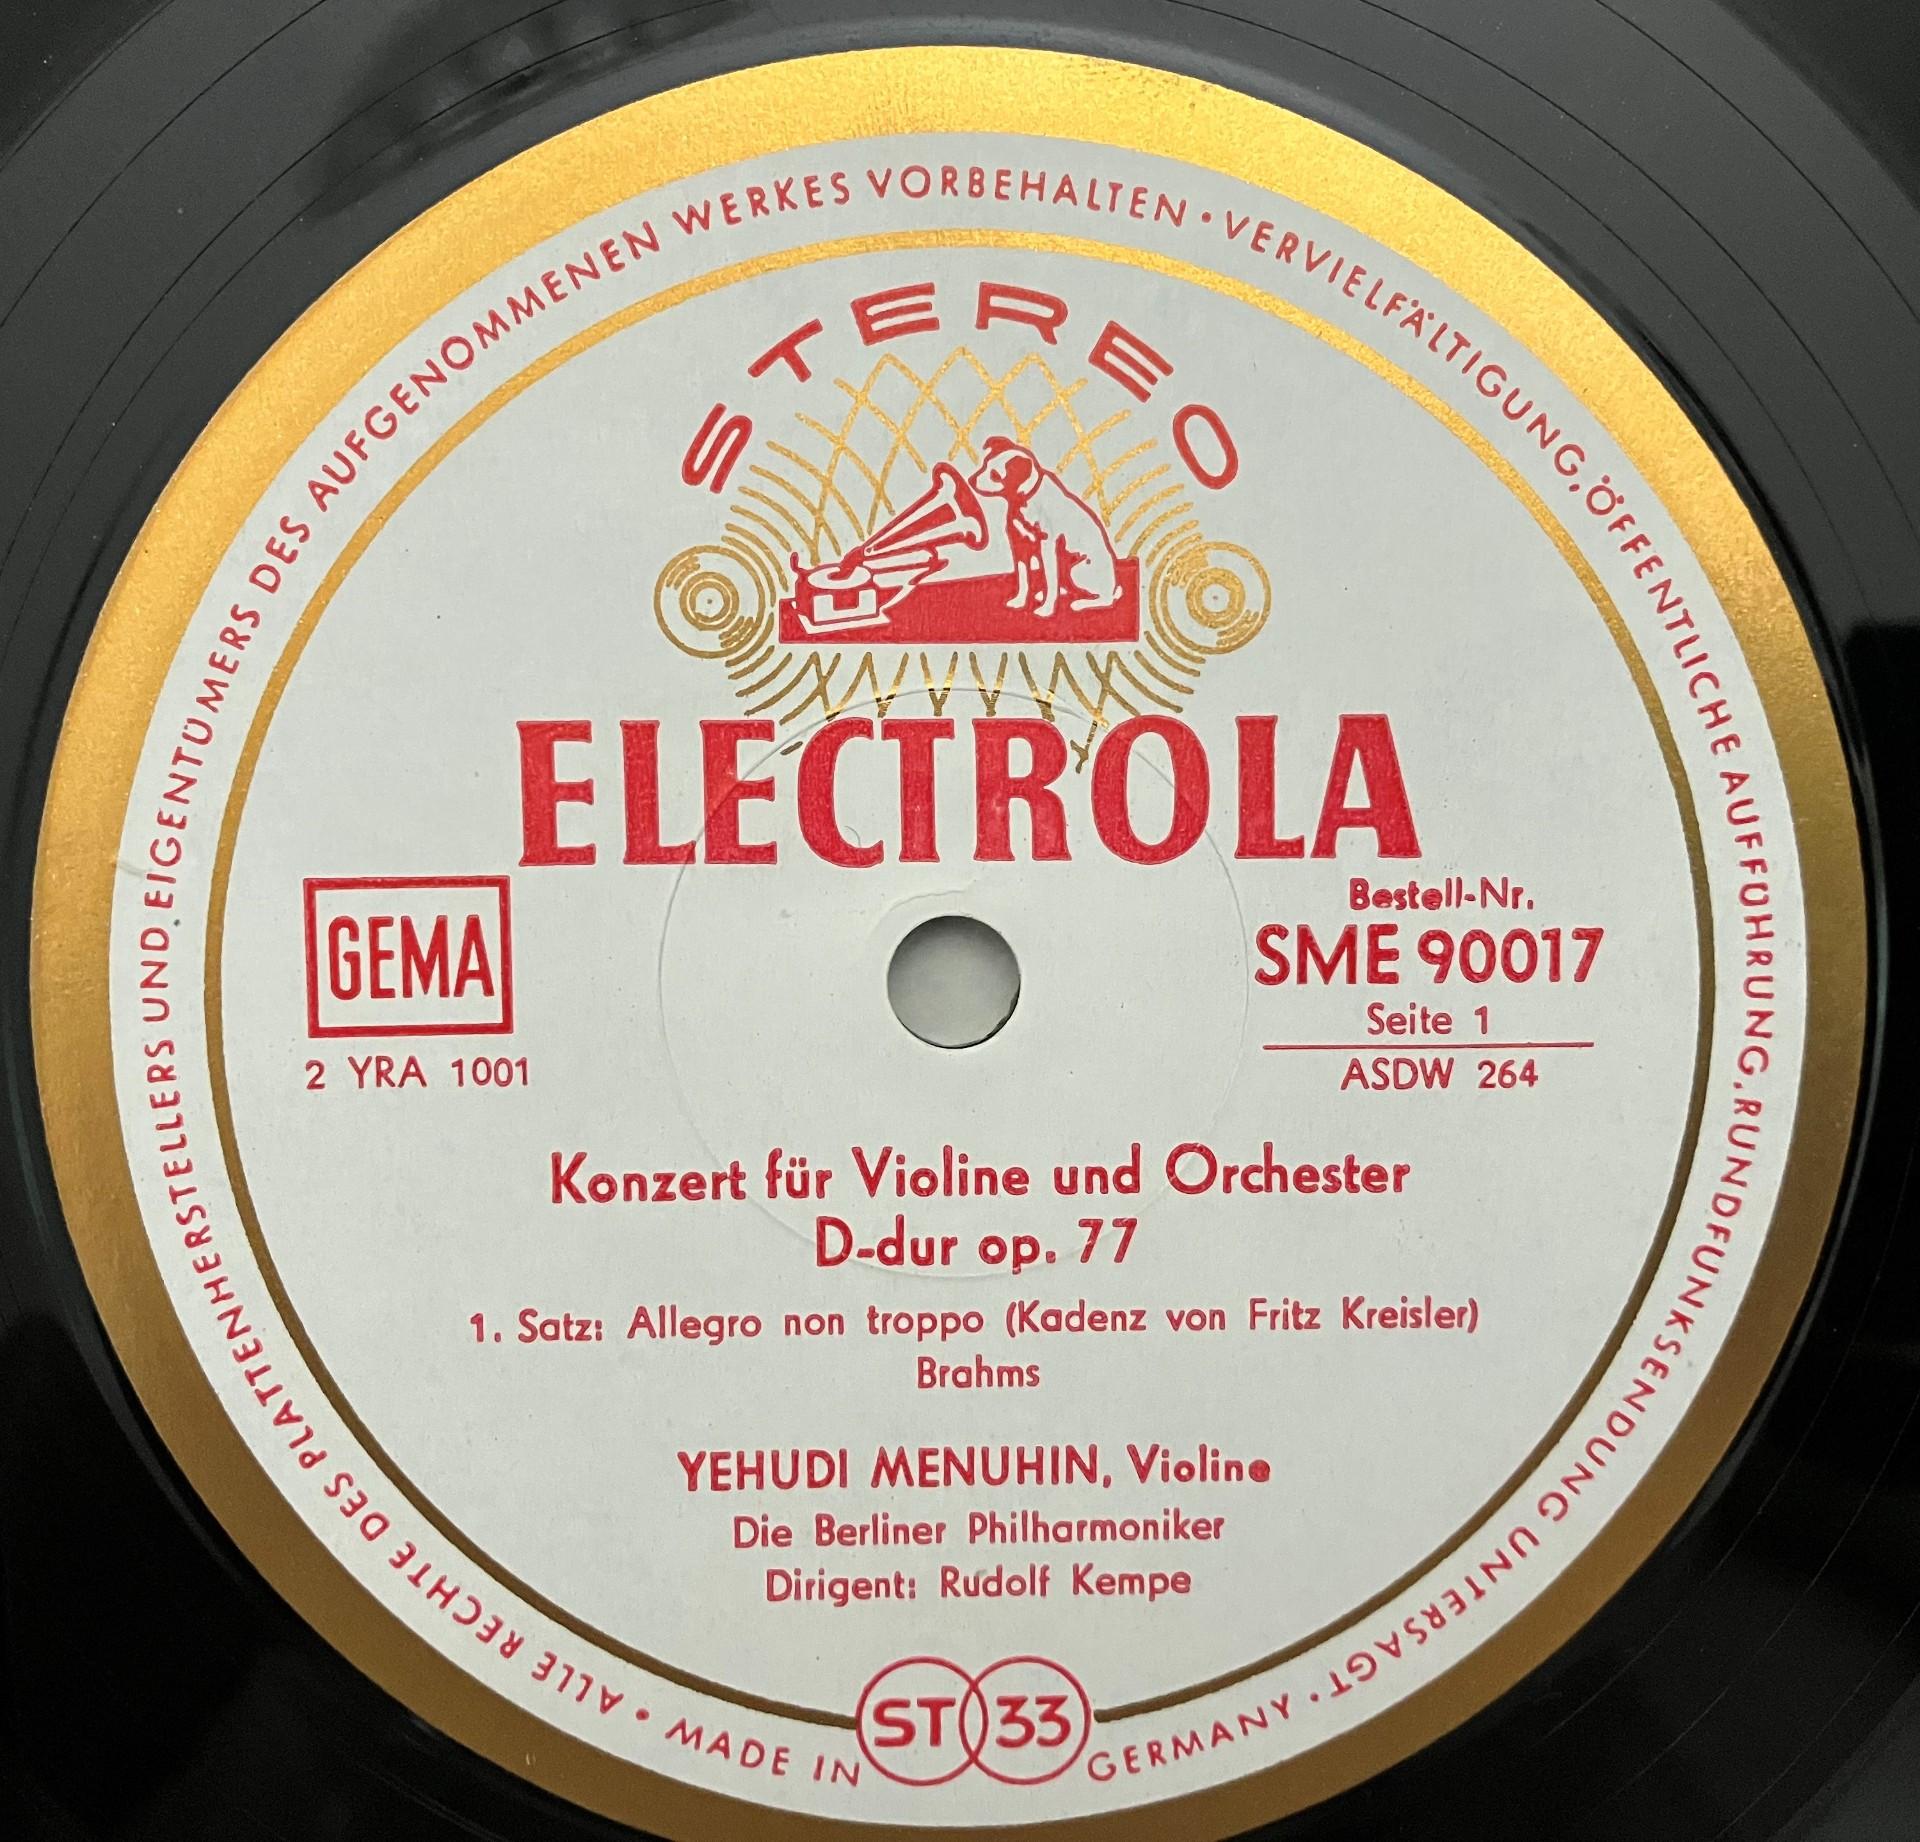 ALLE RECHTE DES PLATTENHERSTELLERS UND EIGENTÜMERS DES AUFGENOMMENEN WERKES VORBEHALTEN • VERVIELFÄLTIGUNG, ÖFFENTLICHE AUFFÜHRUNG, RUNDFUNKSENDUNG UNTERSAGT •
STEREO
ELECTROLA
GEMA
2 YRA 1001
Bestell-Nr.
SME 90017
Seite 1
ASDW 264
Konzert für Violine und Orchester
D-dur op. 77
1. Satz: Allegro non troppo (Kadenz von Fritz Kreisler)
Brahms
YEHUDI MENUHIN, Violine
Die Berliner Philharmoniker
Dirigent: Rudolf Kempe
ST 33
• MADE IN GERMANY •